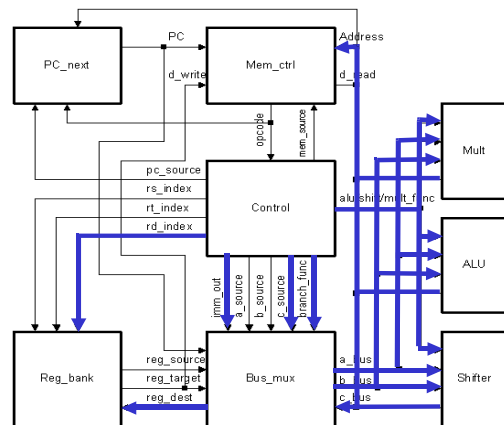 PC
Address
PC_next
Mem_ctrl
d_write
d_read
opcode
mem_source
Mult
pc_source
rs_index
rt_index
rd_index
Control
alu/shift/mult_func
ALU
imm_out
a_source
b_source
c_source
branch_func
reg_source
reg_target
reg_dest
Reg_bank
Bus_mux
a_bus
b_bus
c_bus
Shifter